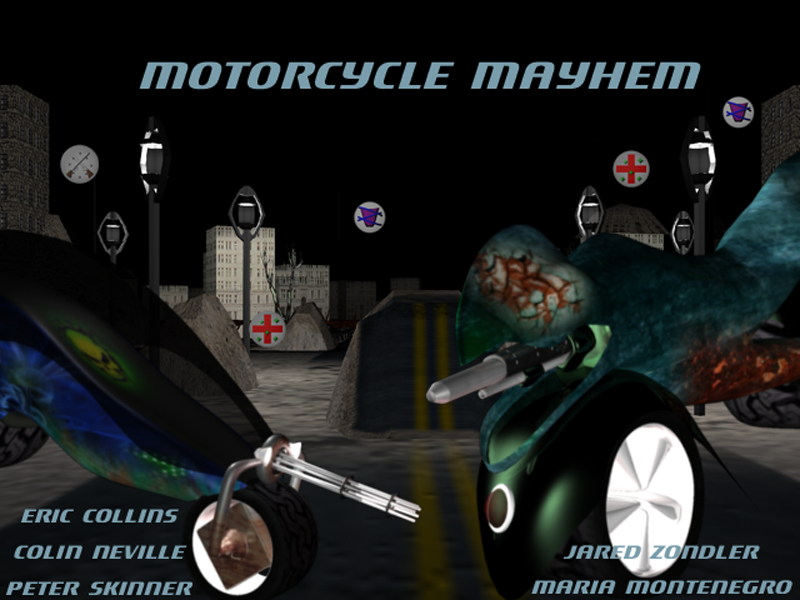 MOTORCYCLE MAYHEM
ERIC COLLINS
COLIN NEVILLE
PETER SKINNER
JARED ZONDLER
MARIA MONTENEGRO